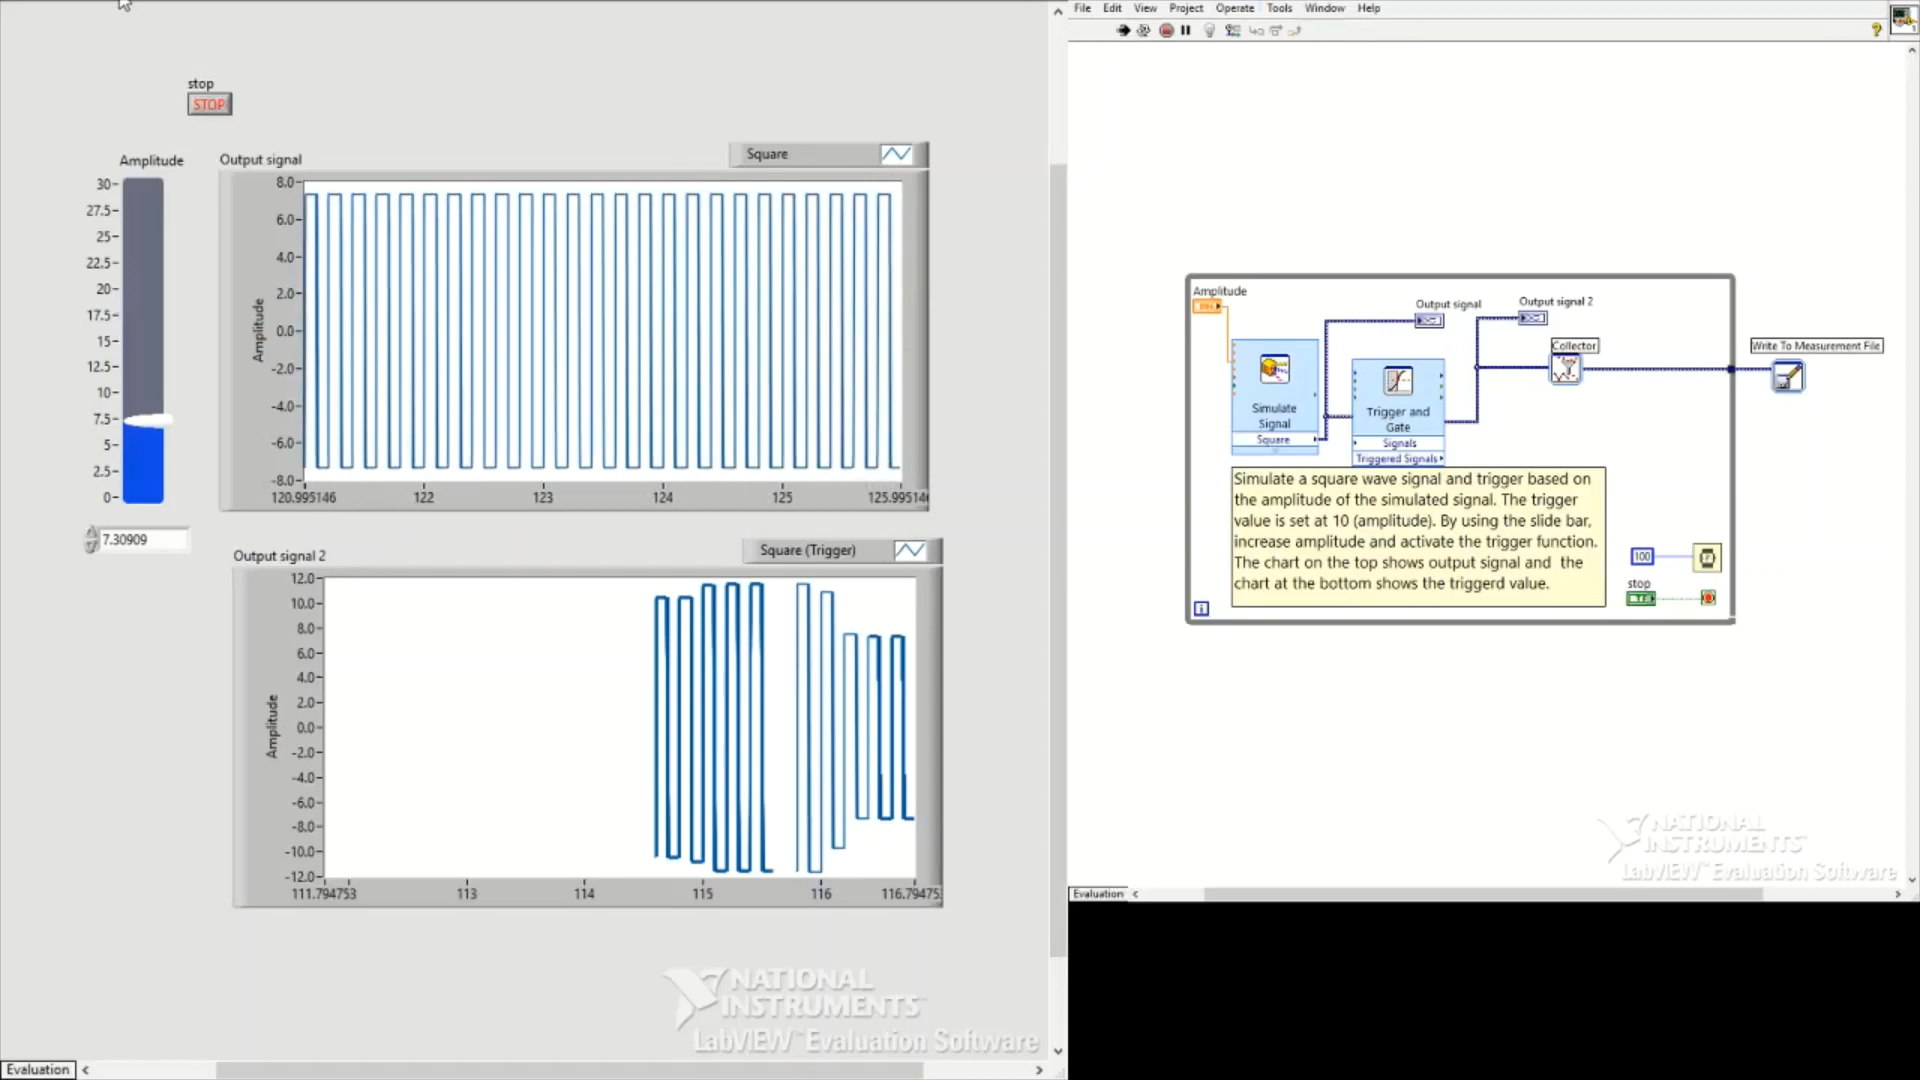 stop
STOP
Amplitude
30
27.5
25
22.5
20
17.5
15
12.5
10
7.5
5
2.5
0
7.30909
Output signal
Square
8.0
6.0
4.0
2.0
0.0
-2.0
-4.0
-6.0
-8.0
Amplitude
120.995146 122 123 124 125 125.995146
Output signal 2
Square (Trigger)
12.0
10.0
8.0
6.0
4.0
2.0
0.0
-2.0
-4.0
-6.0
-8.0
-10.0
-12.0
Amplitude
111.794753 113 114 115 116 116.794753
NATIONAL
INSTRUMENTS
LabVIEW™ Evaluation Software
Evaluation
File Edit View Project Operate Tools Window Help
Amplitude
Output signal
Output signal 2
Collector
Write To Measurement File
Simulate
Signal
Square
Trigger and
Gate
Signals
Triggered Signals
Simulate a square wave signal and trigger based on
the amplitude of the simulated signal. The trigger
value is set at 10 (amplitude). By using the slide bar,
increase amplitude and activate the trigger function.
The chart on the top shows output signal and the
chart at the bottom shows the triggerd value.
100
stop
TF
i
NATIONAL
INSTRUMENTS
LabVIEW™ Evaluation Software
Evaluation